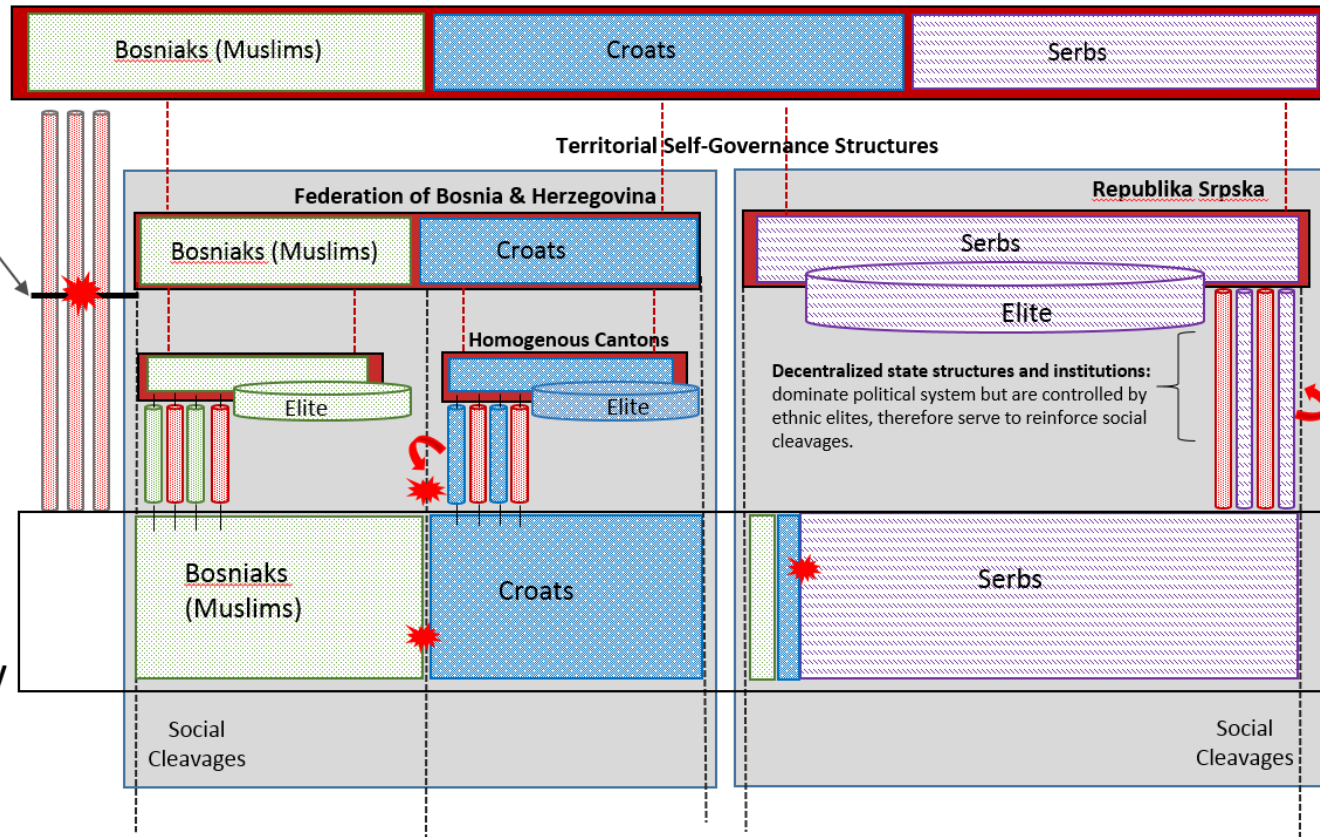 Bosniaks (Muslims)
Croats
Serbs
Territorial Self-Governance Structures
Federation of Bosnia & Herzegovina
Republika Srpska
Bosniaks (Muslims)
Croats
Serbs
Elite
Homogenous Cantons
Elite
Elite
Decentralized state structures and institutions:
dominate political system but are controlled by
ethnic elites, therefore serve to reinforce social
cleavages.
Bosniaks
(Muslims)
Croats
Serbs
Social
Cleavages
Social
Cleavages